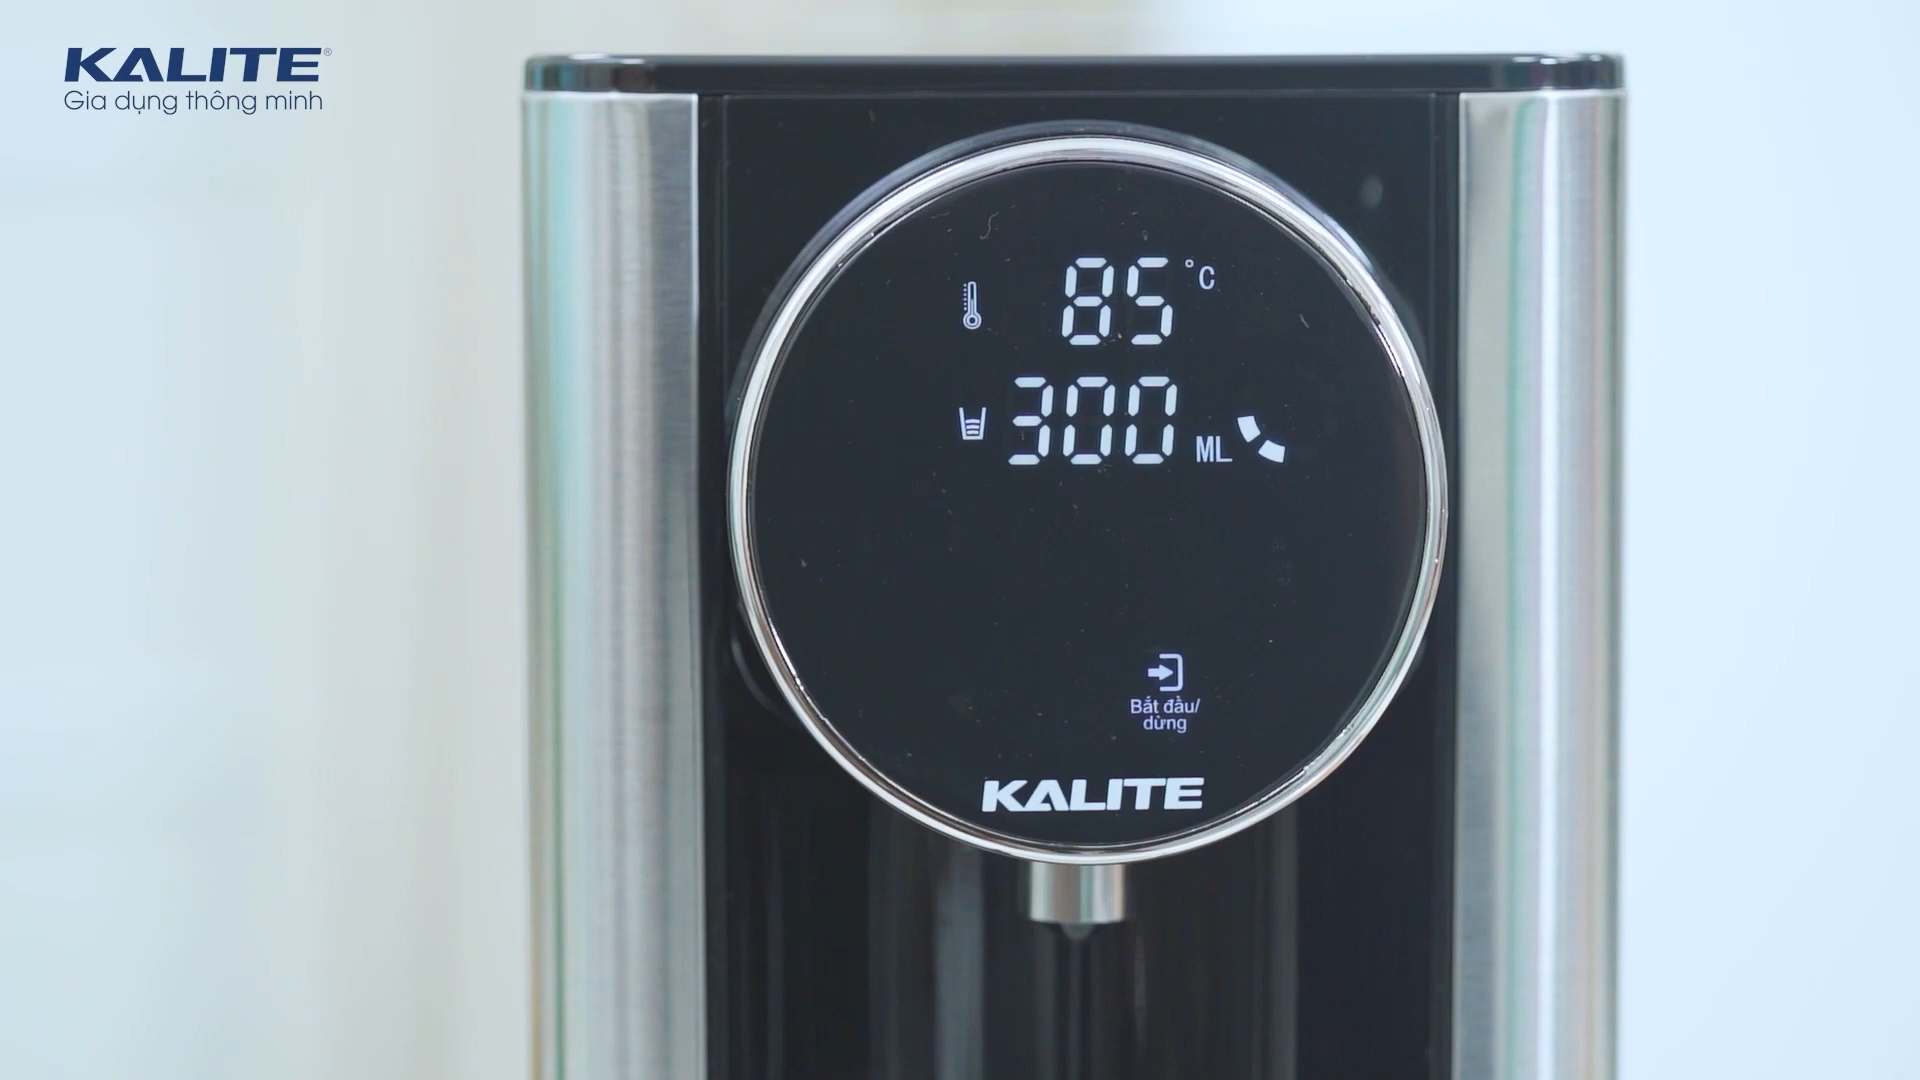 KALITE®
Gia dụng thông minh
85 °C
300 ML
Bắt đầu/
dừng
KALITE